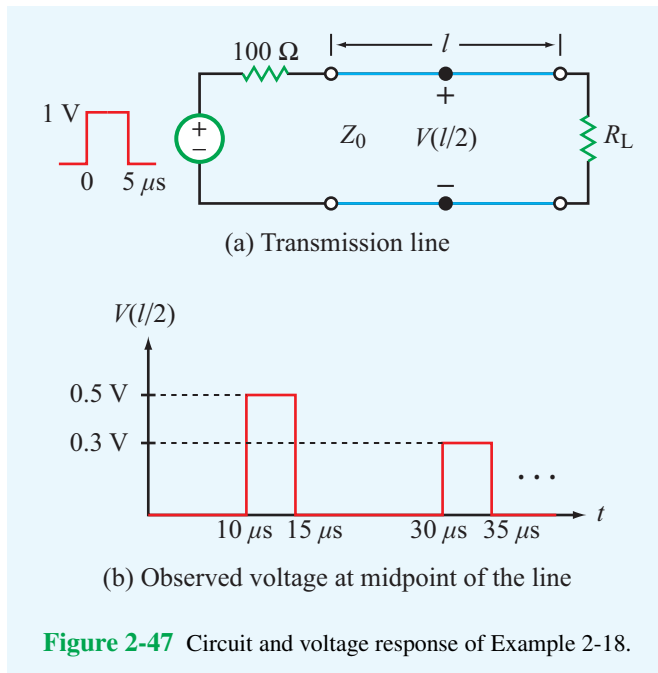 100 Ω
l
1 V
0 5 μs
+
−
Z0
+
V(l/2)
−
RL
(a) Transmission line
V(l/2)
0.5 V
0.3 V
. . .
10 μs 15 μs 30 μs 35 μs t
(b) Observed voltage at midpoint of the line
Figure 2-47 Circuit and voltage response of Example 2-18.